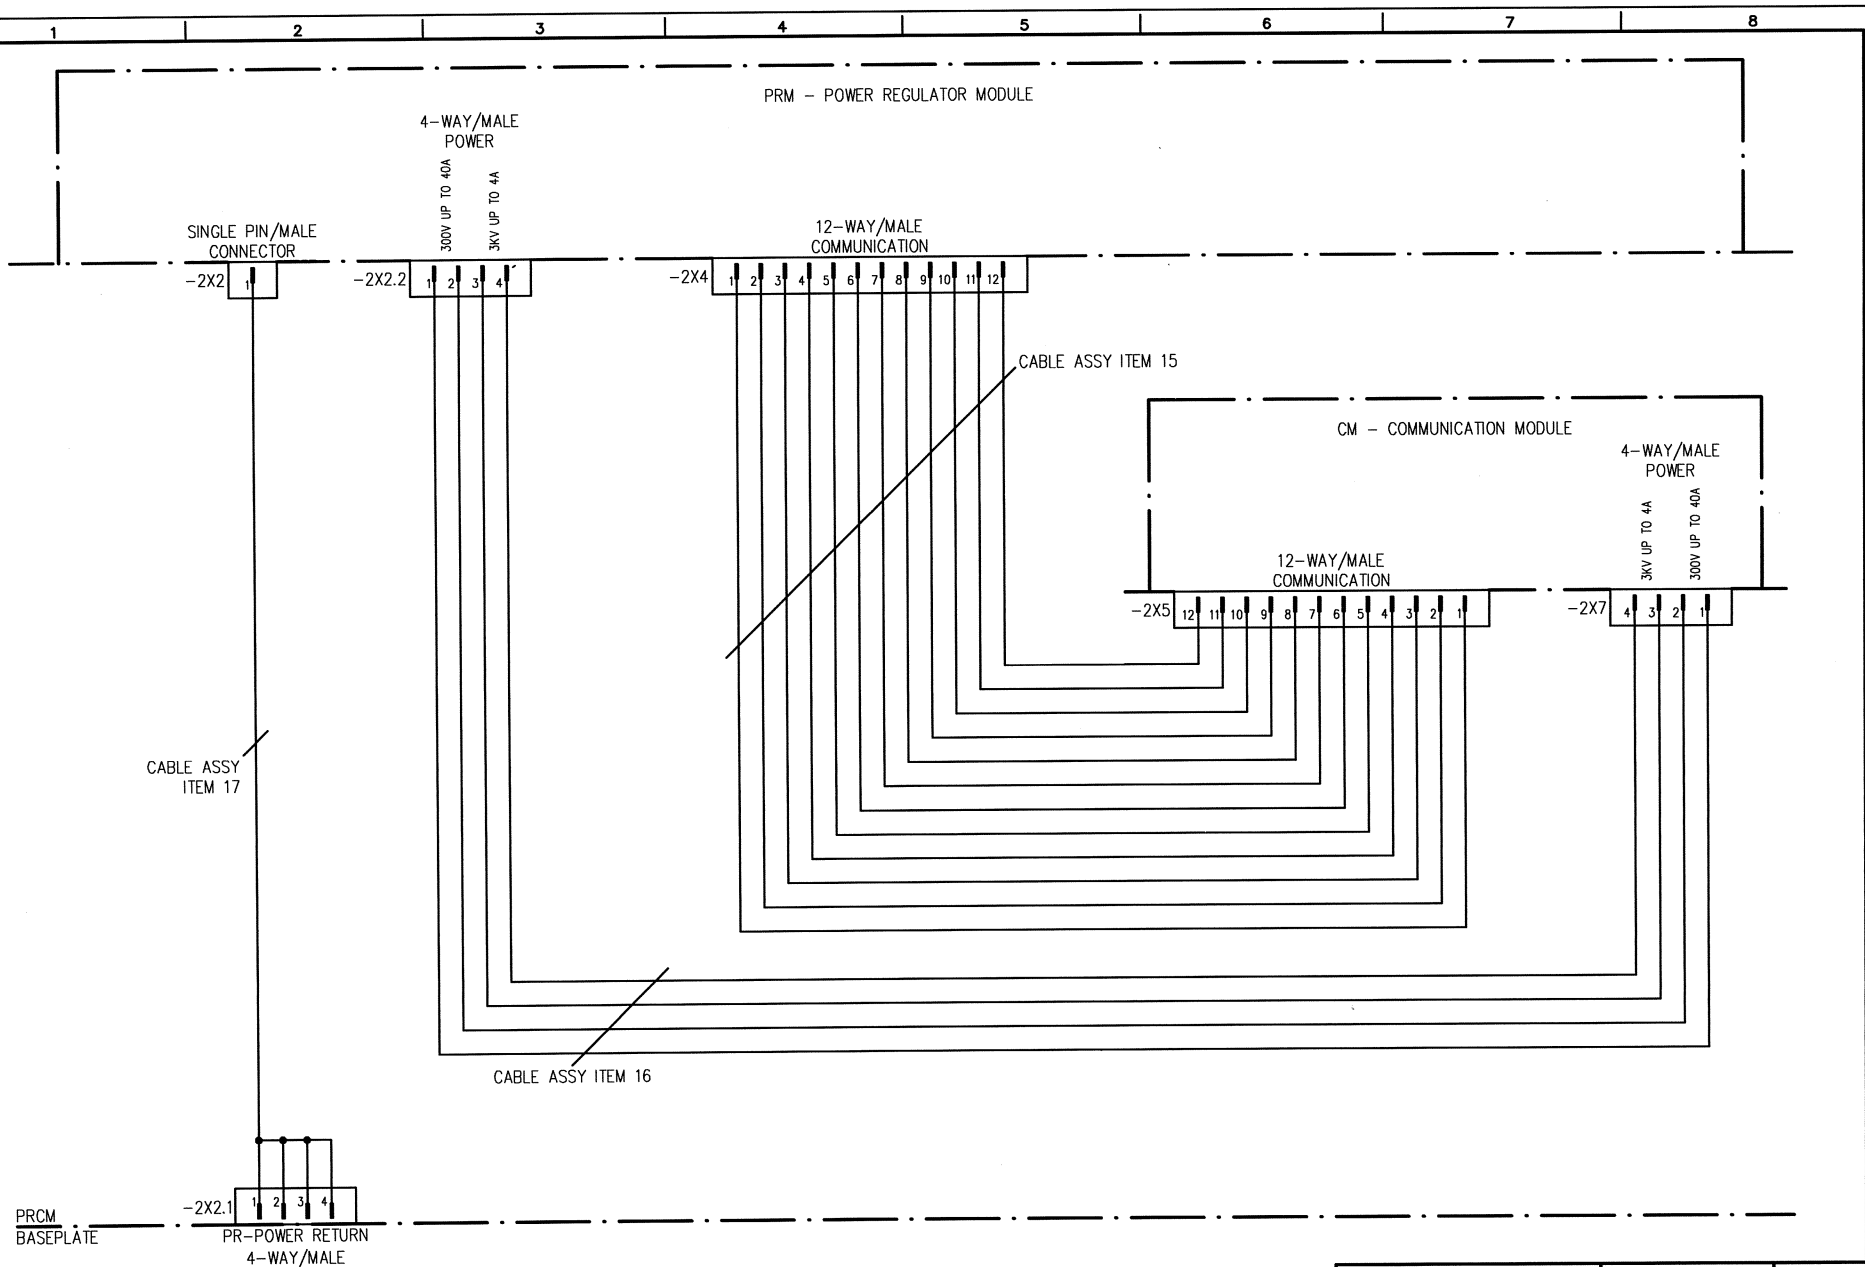 1 2 3 4 5 6 7 8
PRM – POWER REGULATOR MODULE
4-WAY/MALE
POWER
300V UP TO 40A
3KV UP TO 4A
SINGLE PIN/MALE
CONNECTOR
12-WAY/MALE
COMMUNICATION
-2X2 1
-2X2.2 1 2 3 4
-2X4 1 2 3 4 5 6 7 8 9 10 11 12
CABLE ASSY ITEM 15
CM – COMMUNICATION MODULE
4-WAY/MALE
POWER
3KV UP TO 4A
300V UP TO 40A
12-WAY/MALE
COMMUNICATION
-2X5 12 11 10 9 8 7 6 5 4 3 2 1
-2X7 4 3 2 1
CABLE ASSY
ITEM 17
CABLE ASSY ITEM 16
-2X2.1 1 2 3 4
PRCM
BASEPLATE
PR-POWER RETURN
4-WAY/MALE